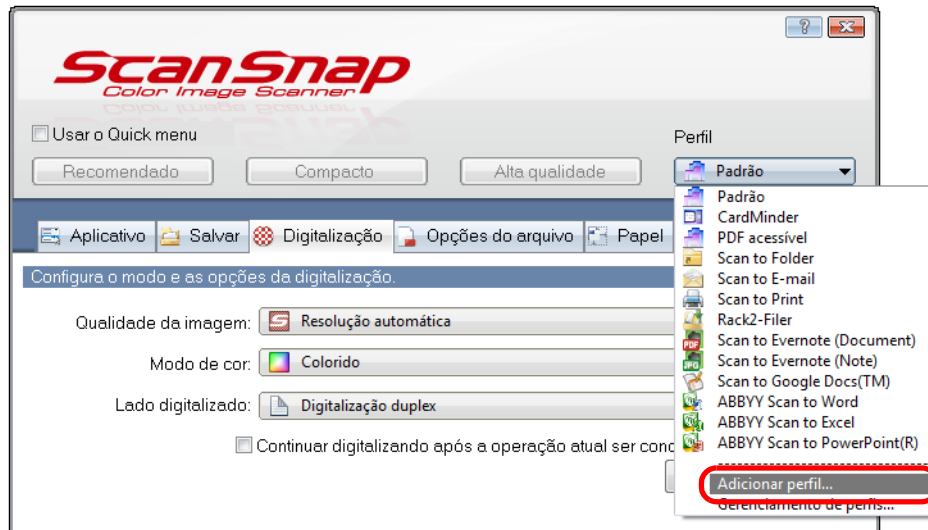 ScanSnap
Color Image Scanner
Usar o Quick menu
Perfil
Recomendado
Compacto
Alta qualidade
Padrão
Aplicativo
Salvar
Digitalização
Opções do arquivo
Papel
Configura o modo e as opções da digitalização.
Qualidade da imagem:
Resolução automática
Modo de cor:
Colorido
Lado digitalizado:
Digitalização duplex
Continuar digitalizando após a operação atual ser conc
Padrão
CardMinder
PDF acessível
Scan to Folder
Scan to E-mail
Scan to Print
Rack2-Filer
Scan to Evernote (Document)
Scan to Evernote (Note)
Scan to Google Docs(TM)
ABBYY Scan to Word
ABBYY Scan to Excel
ABBYY Scan to PowerPoint(R)
Adicionar perfil...
Gerenciamento de perfis...